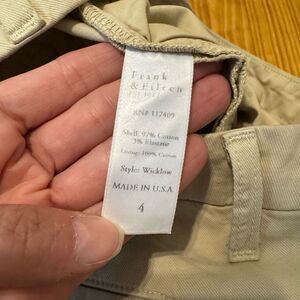 Frank
& Eileen
RN# 137409
Shell: 97% Cotton
3% Elastane
Lining: 100% Cotton
Style: Wicklow
MADE IN U.S.A.
4